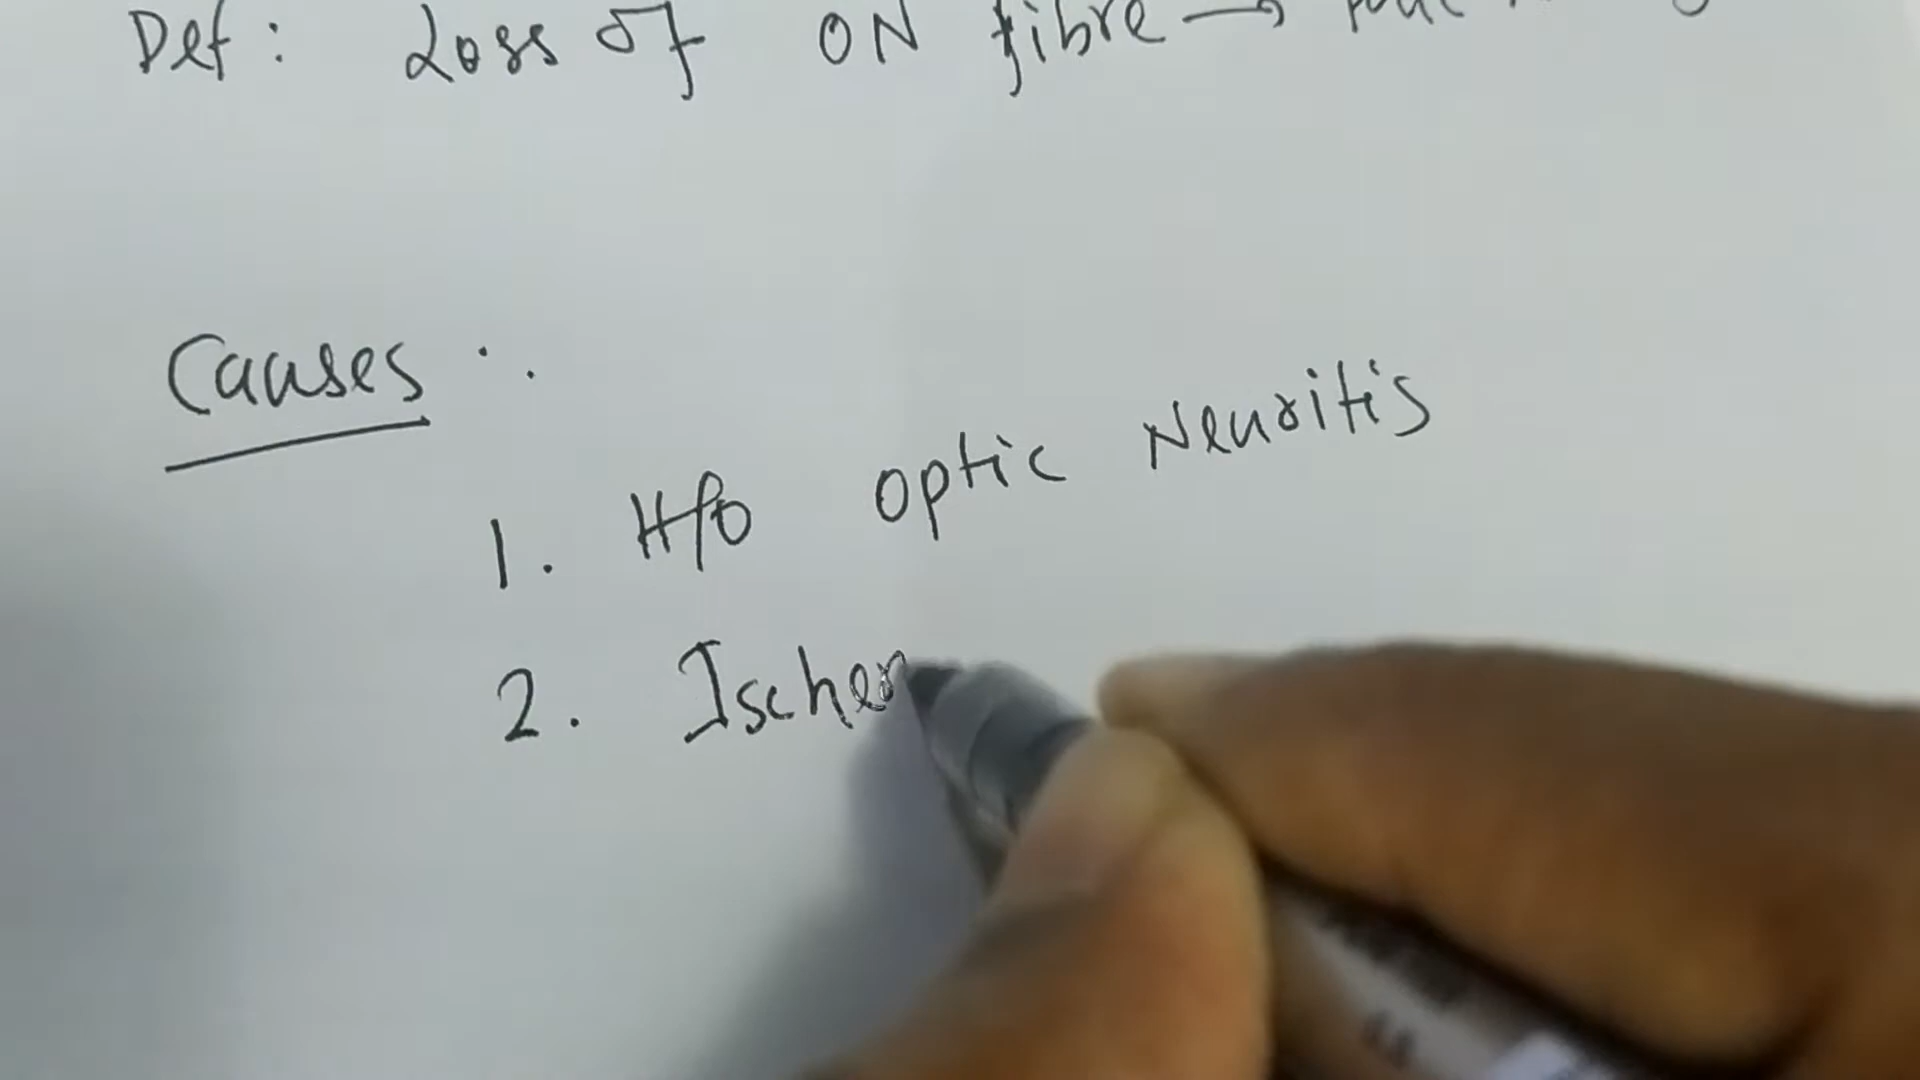 Def: Loss of ON fibre →
Causes :.
1. H/o optic Neuritis
2. Ischem